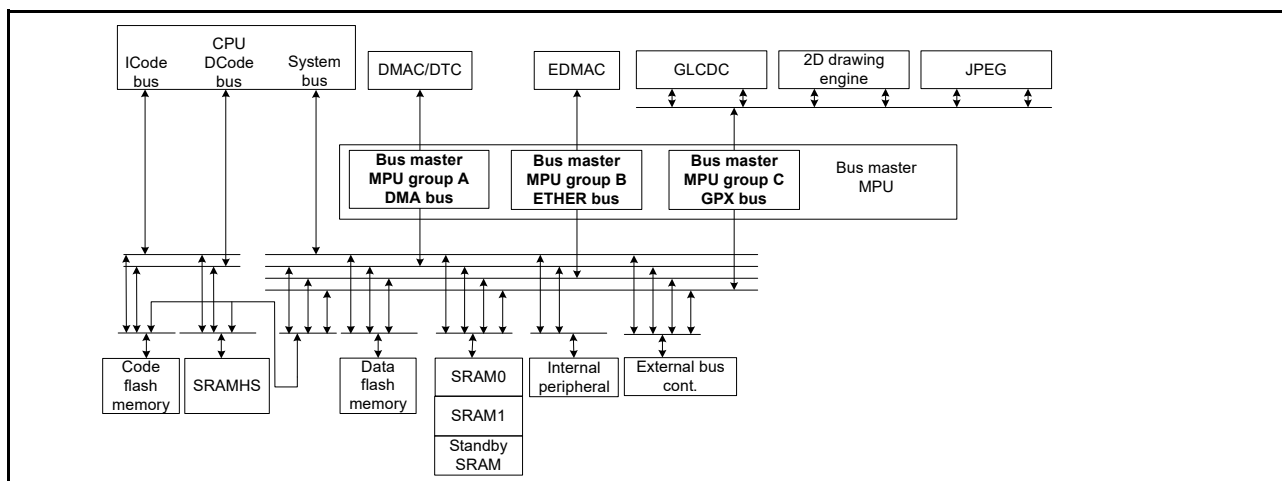 CPU
ICode
bus
DCode
bus
System
bus
DMAC/DTC
EDMAC
GLCDC
2D drawing
engine
JPEG
Bus master
MPU group A
DMA bus
Bus master
MPU group B
ETHER bus
Bus master
MPU group C
GPX bus
Bus master
MPU
Code
flash
memory
SRAMHS
Data
flash
memory
SRAM0
SRAM1
Standby
SRAM
Internal
peripheral
External bus
cont.